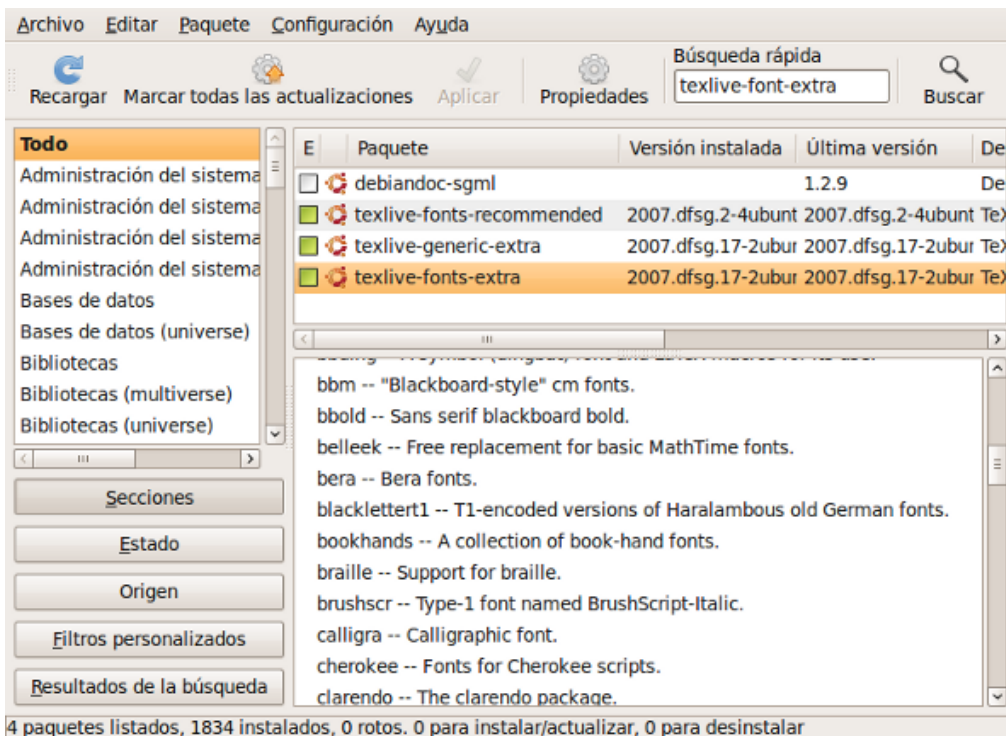 Archivo Editar Paquete Configuración Ayuda
Búsqueda rápida
texlive-font-extra
Recargar Marcar todas las actualizaciones Aplicar Propiedades Buscar
Todo
Administración del sistema
Administración del sistema
Administración del sistema
Administración del sistema
Bases de datos
Bases de datos (universe)
Bibliotecas
Bibliotecas (multiverse)
Bibliotecas (universe)
Secciones
Estado
Origen
Filtros personalizados
Resultados de la búsqueda
E Paquete Versión instalada Última versión De
debiandoc-sgml 1.2.9 De
texlive-fonts-recommended 2007.dfsg.2-4ubunt 2007.dfsg.2-4ubunt TeX
texlive-generic-extra 2007.dfsg.17-2ubur 2007.dfsg.17-2ubur TeX
texlive-fonts-extra 2007.dfsg.17-2ubur 2007.dfsg.17-2ubur TeX
bbm -- "Blackboard-style" cm fonts.
bbold -- Sans serif blackboard bold.
belleek -- Free replacement for basic MathTime fonts.
bera -- Bera fonts.
blacklettert1 -- T1-encoded versions of Haralambous old German fonts.
bookhands -- A collection of book-hand fonts.
braille -- Support for braille.
brushscr -- Type-1 font named BrushScript-Italic.
calligra -- Calligraphic font.
cherokee -- Fonts for Cherokee scripts.
clarendo -- The clarendo package.
4 paquetes listados, 1834 instalados, 0 rotos. 0 para instalar/actualizar, 0 para desinstalar